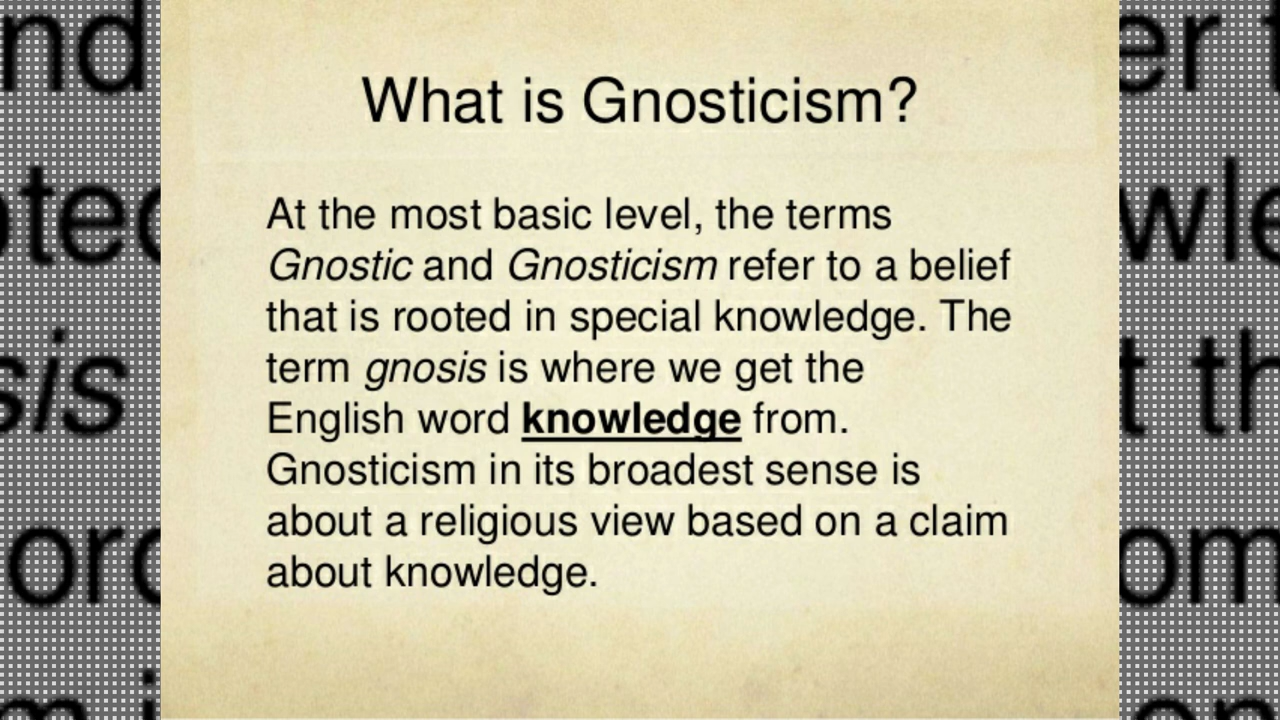 What is Gnosticism?
At the most basic level, the terms
Gnostic and Gnosticism refer to a belief
that is rooted in special knowledge. The
term gnosis is where we get the
English word knowledge from.
Gnosticism in its broadest sense is
about a religious view based on a claim
about knowledge.